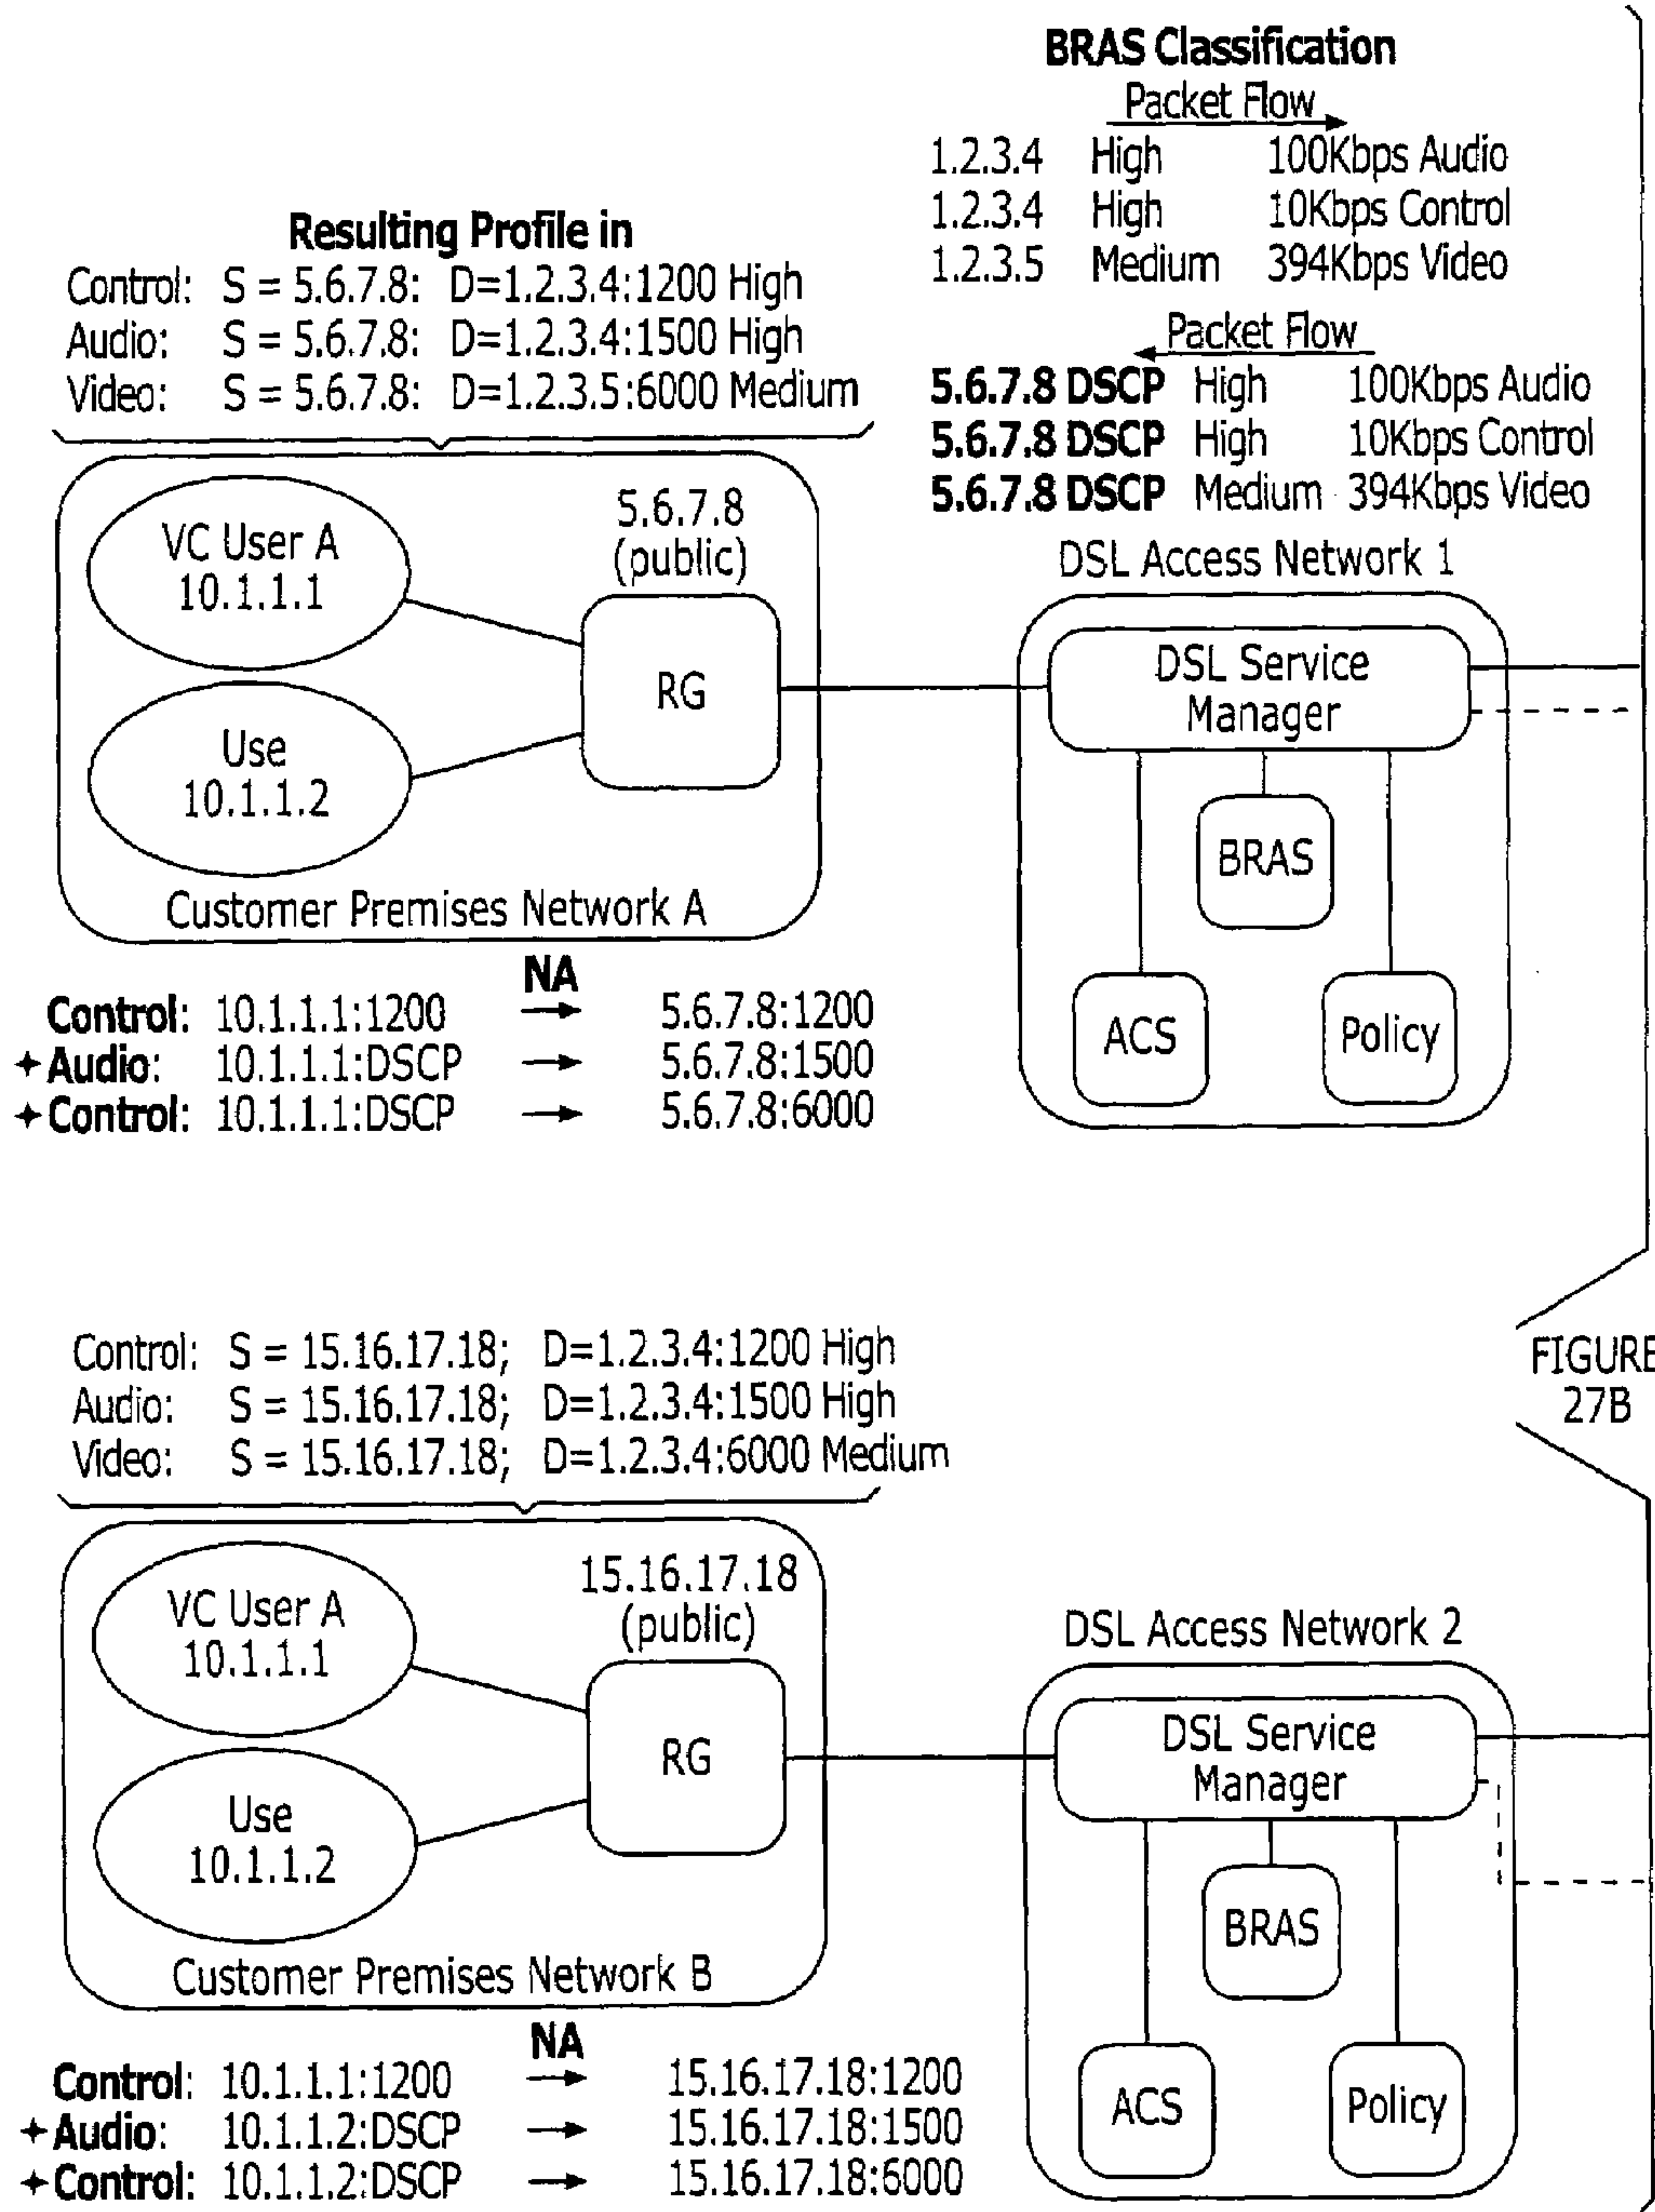 BRAS Classification
Packet Flow
1.2.3.4 High 100Kbps Audio
1.2.3.4 High 10Kbps Control
1.2.3.5 Medium 394Kbps Video
Packet Flow
5.6.7.8 DSCP High 100Kbps Audio
5.6.7.8 DSCP High 10Kbps Control
5.6.7.8 DSCP Medium 394Kbps Video
Resulting Profile in
Control: S = 5.6.7.8: D=1.2.3.4:1200 High
Audio: S = 5.6.7.8: D=1.2.3.4:1500 High
Video: S = 5.6.7.8: D=1.2.3.5:6000 Medium
VC User A
10.1.1.1
Use
10.1.1.2
5.6.7.8
(public)
RG
Customer Premises Network A
DSL Access Network 1
DSL Service
Manager
BRAS
ACS
Policy
NA
Control: 10.1.1.1:1200 → 5.6.7.8:1200
+Audio: 10.1.1.1:DSCP → 5.6.7.8:1500
+Control: 10.1.1.1:DSCP → 5.6.7.8:6000
FIGURE
27B
Control: S = 15.16.17.18; D=1.2.3.4:1200 High
Audio: S = 15.16.17.18; D=1.2.3.4:1500 High
Video: S = 15.16.17.18; D=1.2.3.4:6000 Medium
VC User A
10.1.1.1
Use
10.1.1.2
15.16.17.18
(public)
RG
Customer Premises Network B
DSL Access Network 2
DSL Service
Manager
BRAS
ACS
Policy
NA
Control: 10.1.1.1:1200 → 15.16.17.18:1200
+Audio: 10.1.1.2:DSCP → 15.16.17.18:1500
+Control: 10.1.1.2:DSCP → 15.16.17.18:6000